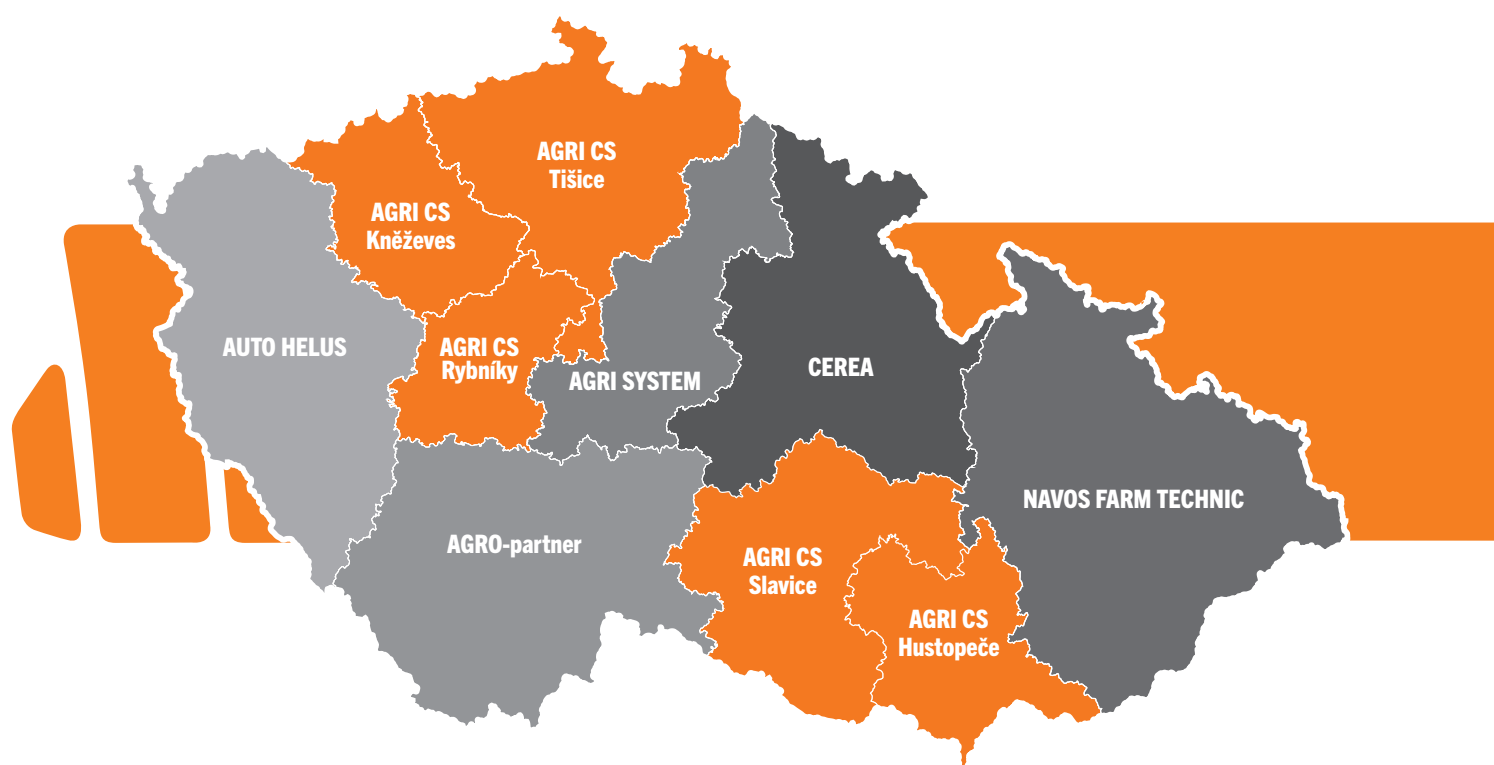 AGRI CS
Tišice
AGRI CS
Kněževes
AUTO HELUS
AGRI CS
Rybníky
AGRI SYSTEM
CEREA
NAVOS FARM TECHNIC
AGRO-partner
AGRI CS
Slavice
AGRI CS
Hustopeče